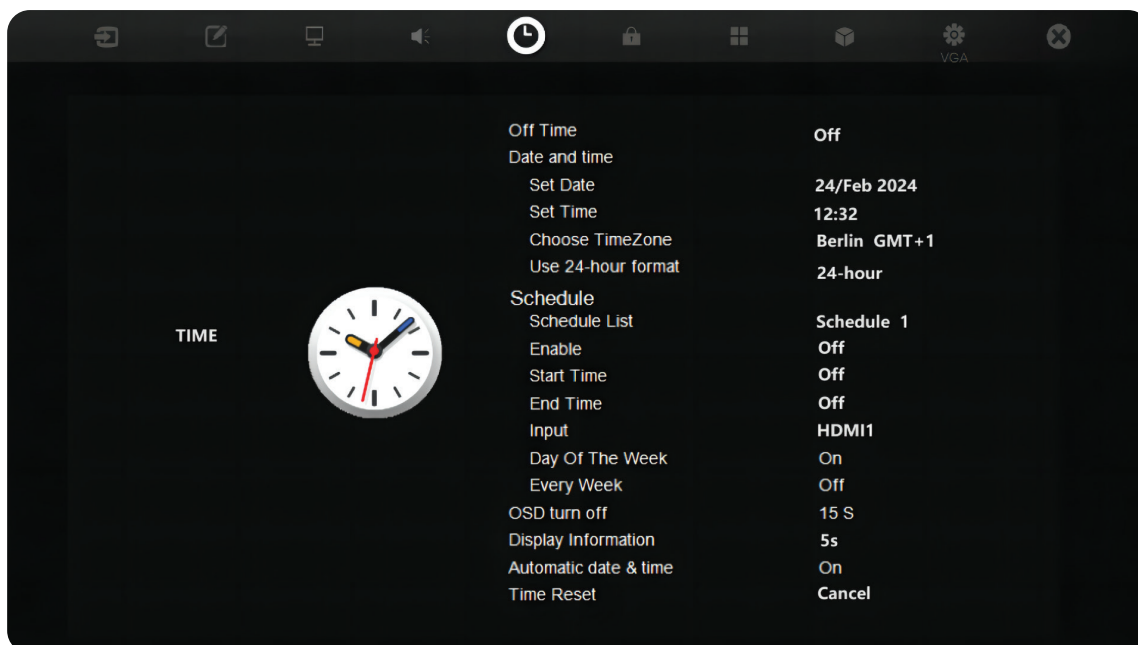 VGA
Off Time Off
Date and time
Set Date 24/Feb 2024
Set Time 12:32
Choose TimeZone Berlin GMT+1
Use 24-hour format 24-hour
Schedule
Schedule List Schedule 1
TIME
Enable Off
Start Time Off
End Time Off
Input HDMI1
Day Of The Week On
Every Week Off
OSD turn off 15 S
Display Information 5s
Automatic date & time On
Time Reset Cancel